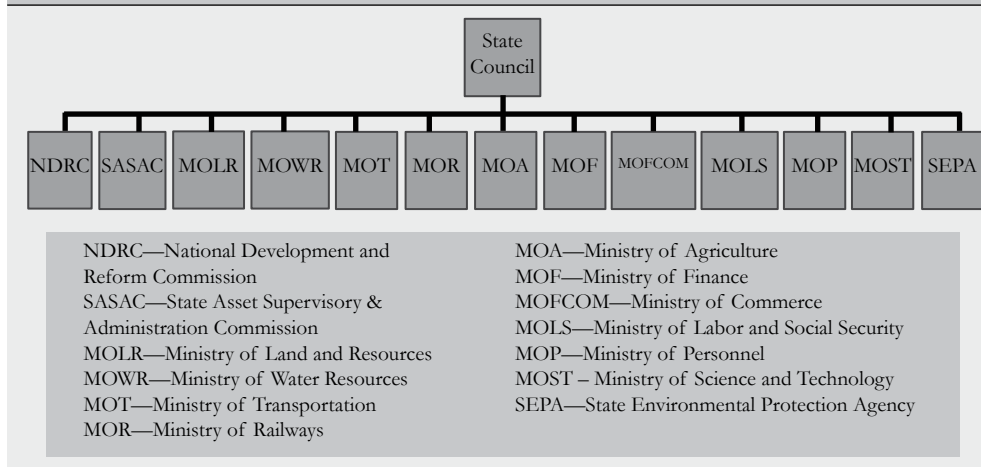 State
Council
NDRC SASAC MOLR MOWR MOT MOR MOA MOF MOFCOM MOLS MOP MOST SEPA
NDRC—National Development and
Reform Commission
SASAC—State Asset Supervisory &
Administration Commission
MOLR—Ministry of Land and Resources
MOWR—Ministry of Water Resources
MOT—Ministry of Transportation
MOR—Ministry of Railways
MOA—Ministry of Agriculture
MOF—Ministry of Finance
MOFCOM—Ministry of Commerce
MOLS—Ministry of Labor and Social Security
MOP—Ministry of Personnel
MOST – Ministry of Science and Technology
SEPA—State Environmental Protection Agency